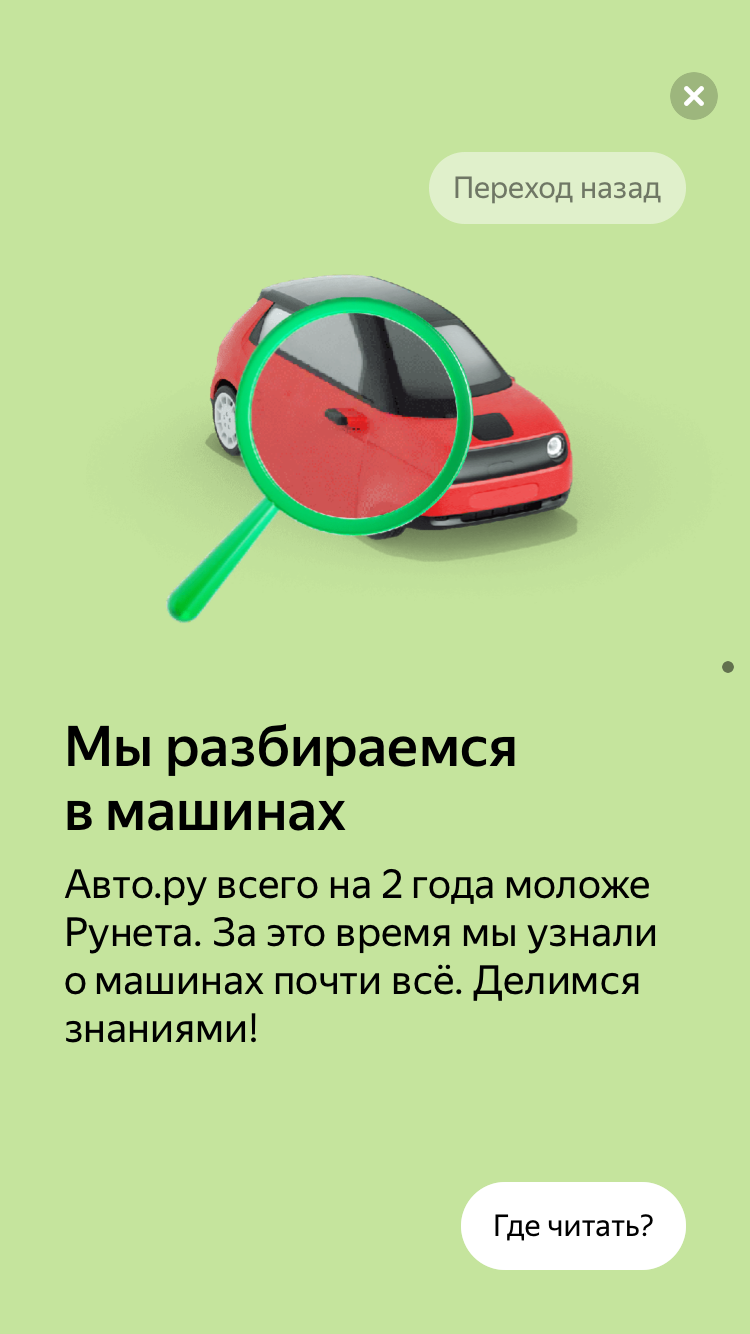 Переход назад
Мы разбираемся
в машинах
Авто.ру всего на 2 года моложе
Рунета. За это время мы узнали
о машинах почти всё. Делимся
знаниями!
Где читать?